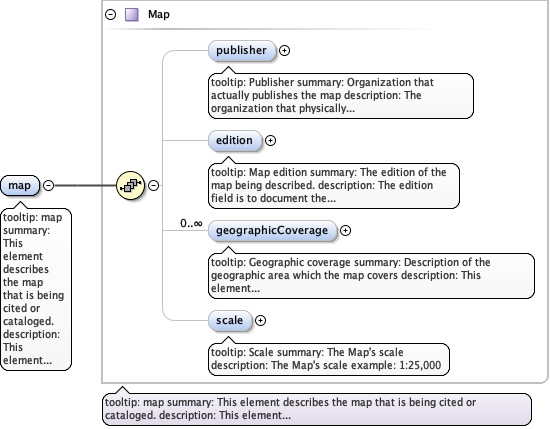 Map
publisher
tooltip: Publisher summary: Organization that
actually publishes the map description: The
organization that physically...
edition
tooltip: Map edition summary: The edition of the
map being described. description: The edition
field is to document the...
map
tooltip: map
summary:
This
element
describes
the map
that is being
cited or
cataloged.
description:
This
element...
0..∞
geographicCoverage
tooltip: Geographic coverage summary: Description of the
geographic area which the map covers description: This
element...
scale
tooltip: Scale summary: The Map's scale
description: The Map's scale example: 1:25,000
tooltip: map summary: This element describes the map that is being cited or
cataloged. description: This element...